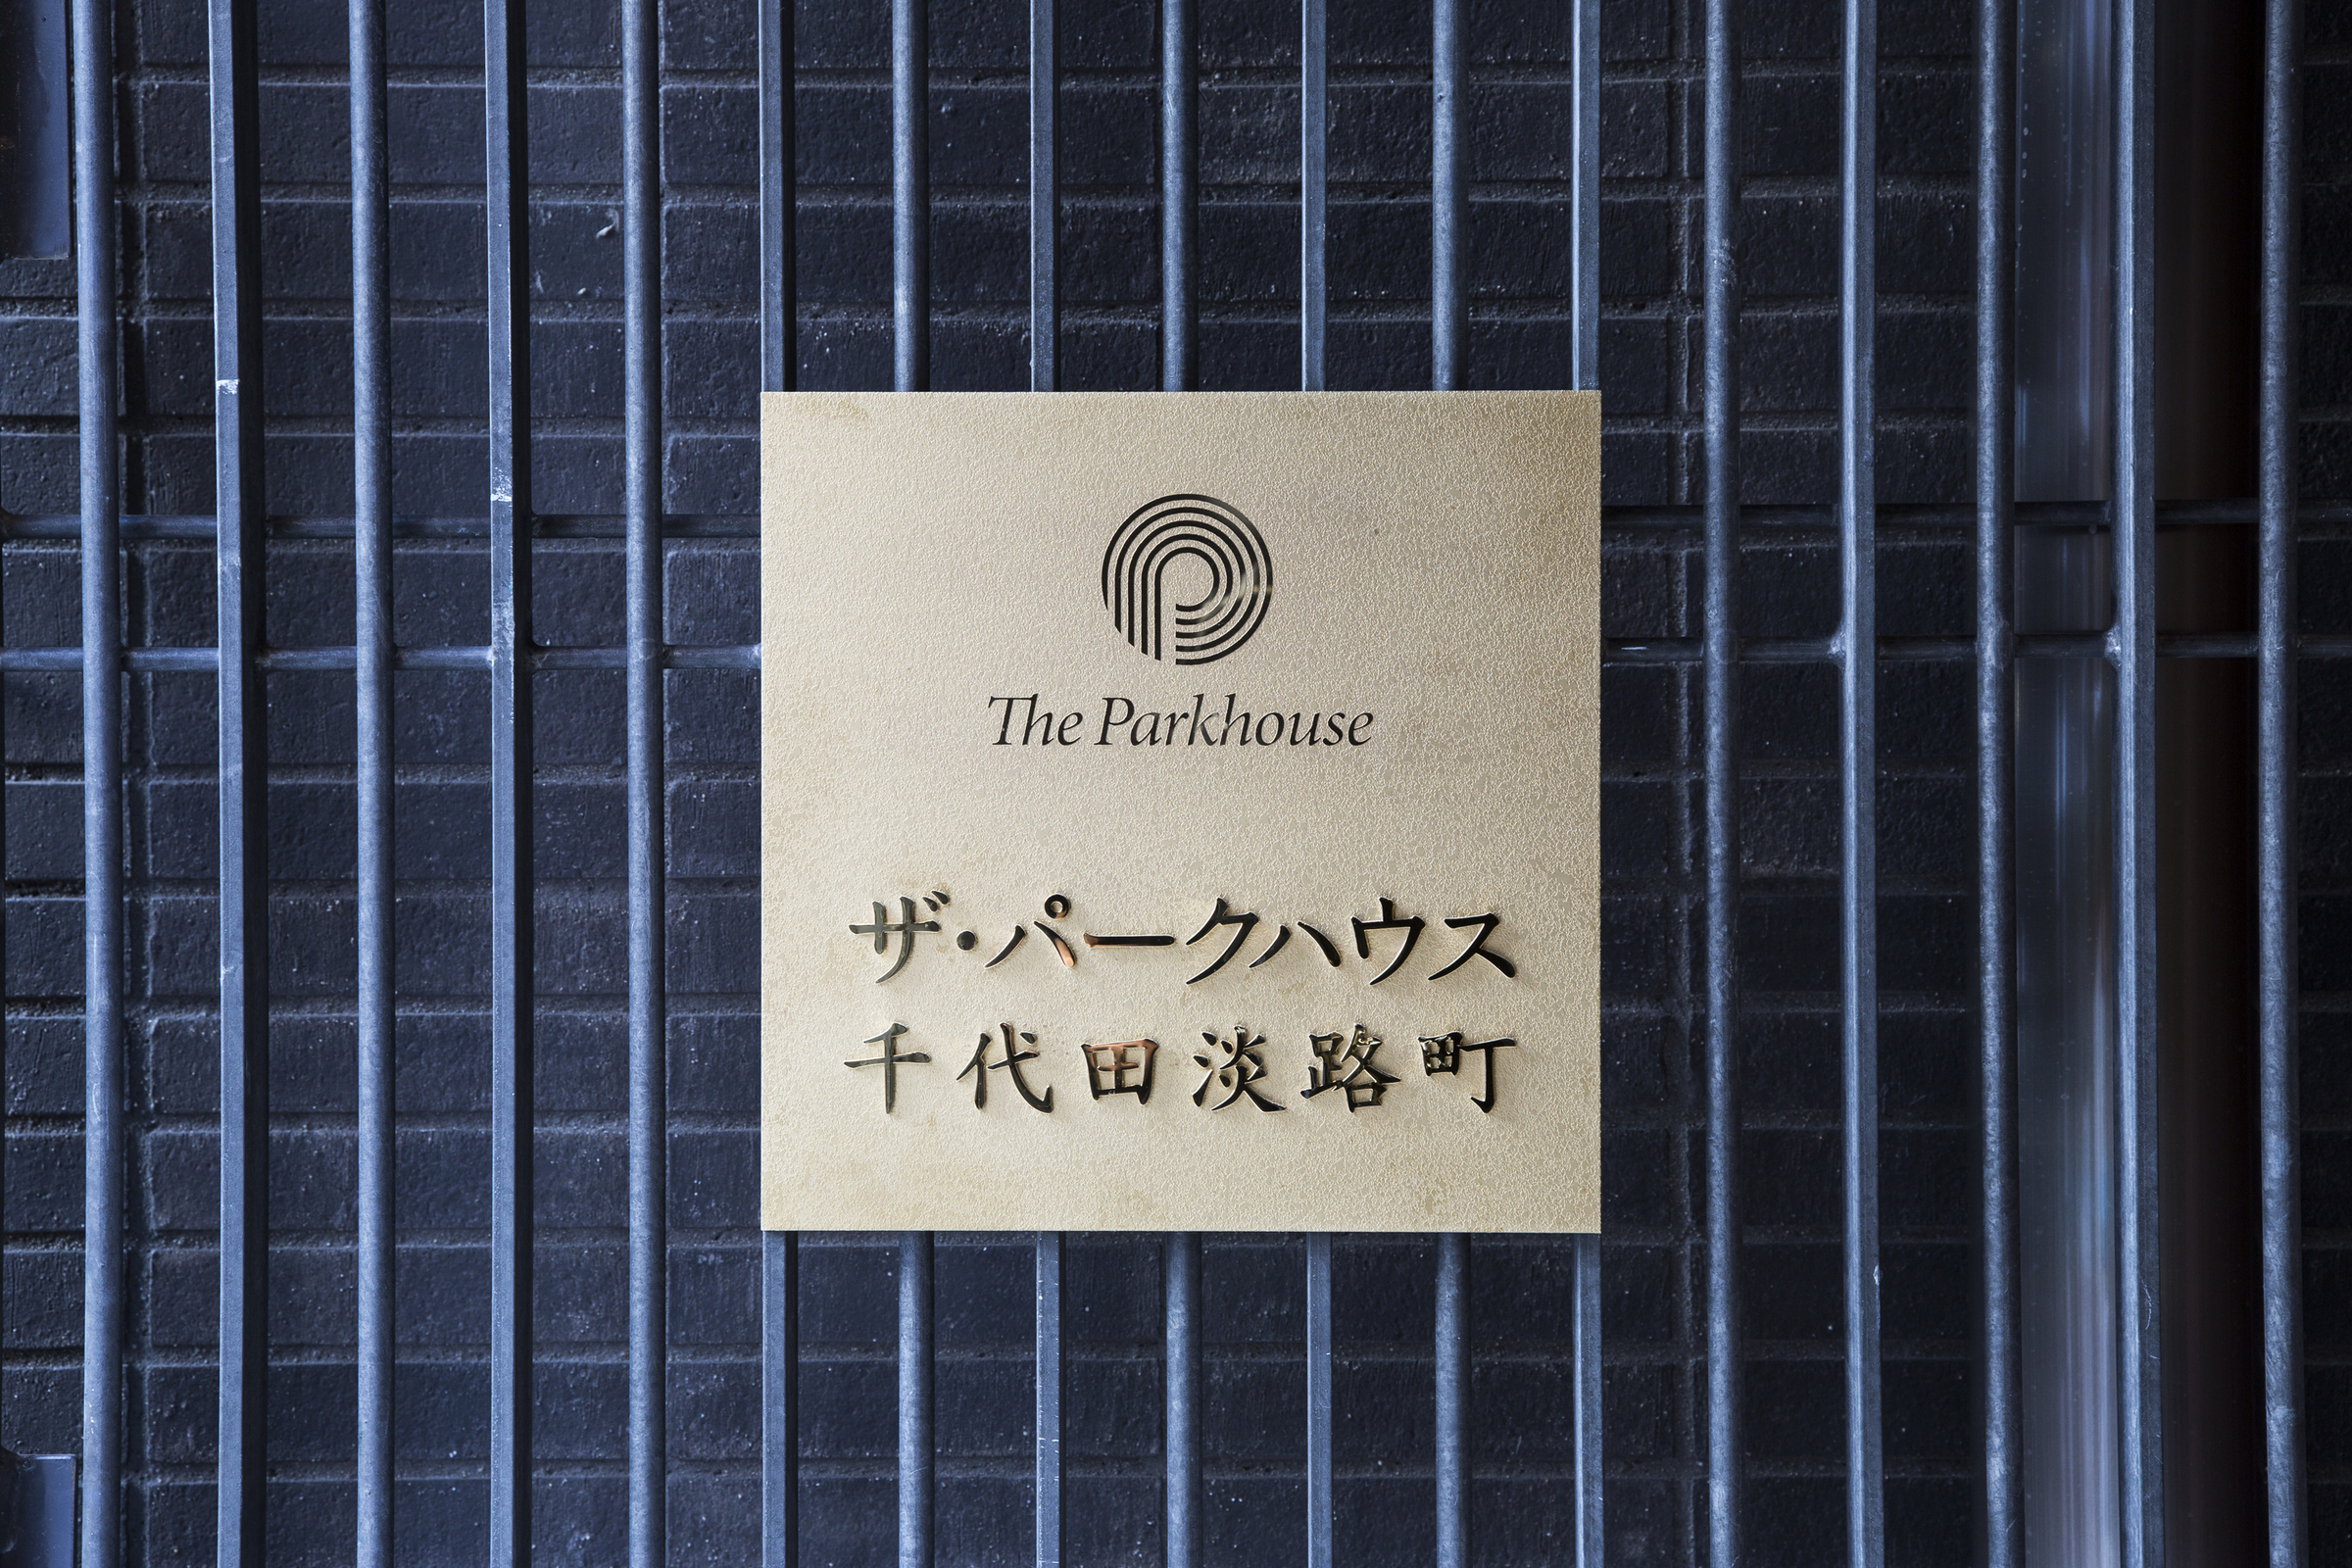 The Parkhouse
ザ・パークハウス
千代田淡路町